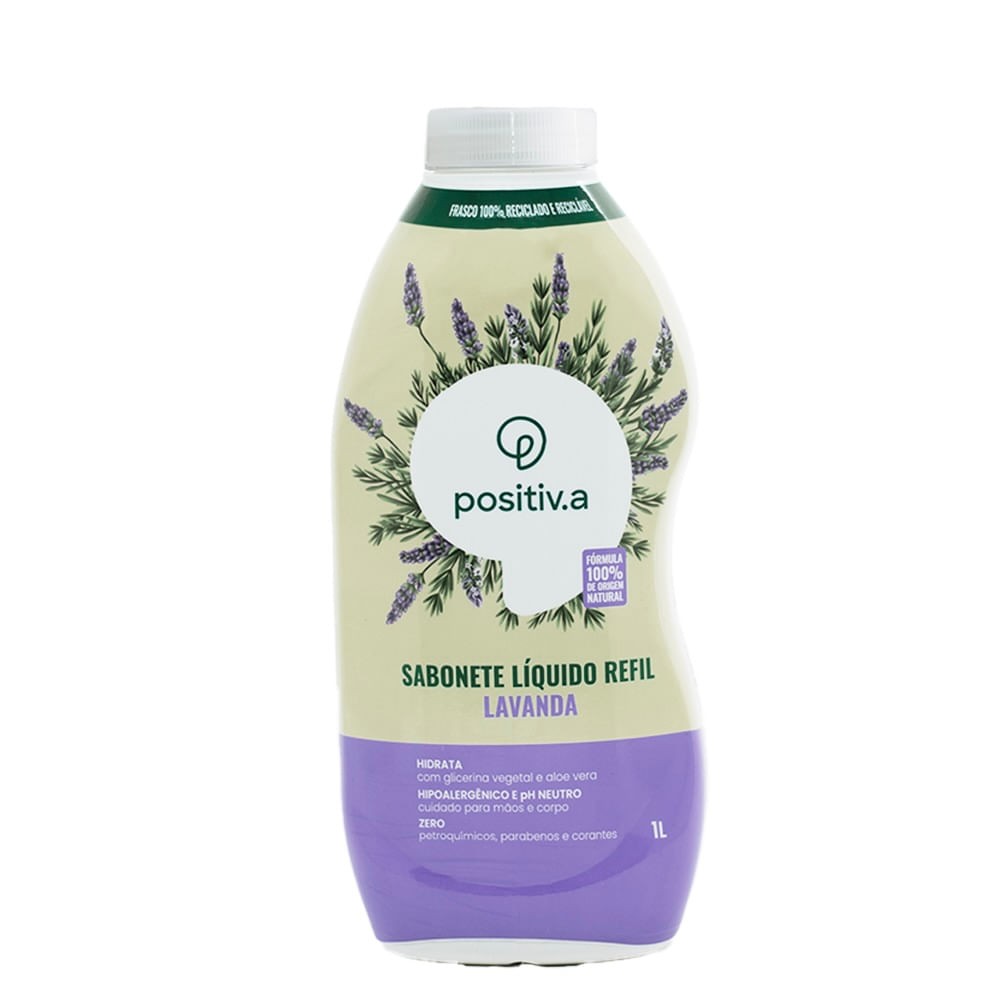 FRASCO 100% RECICLADO E RECICLÁVEL
positiv.a
FÓRMULA
100%
DE ORIGEM
NATURAL
SABONETE LÍQUIDO REFIL
LAVANDA
HIDRATA
com glicerina vegetal e aloe vera
HIPOALERGÊNICO E pH NEUTRO
cuidado para mãos e corpo
ZERO
petroquímicos, parabenos e corantes
1L